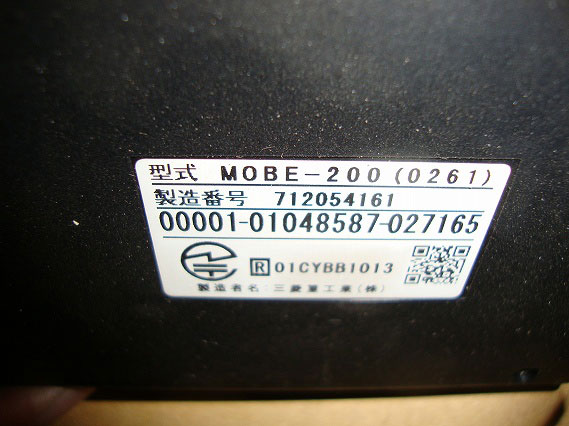 型式 MOBE-200(0261)
製造番号 712054161
00001-01048587-027165
R 01CYBB1013
製造者名:三菱重工業(株)